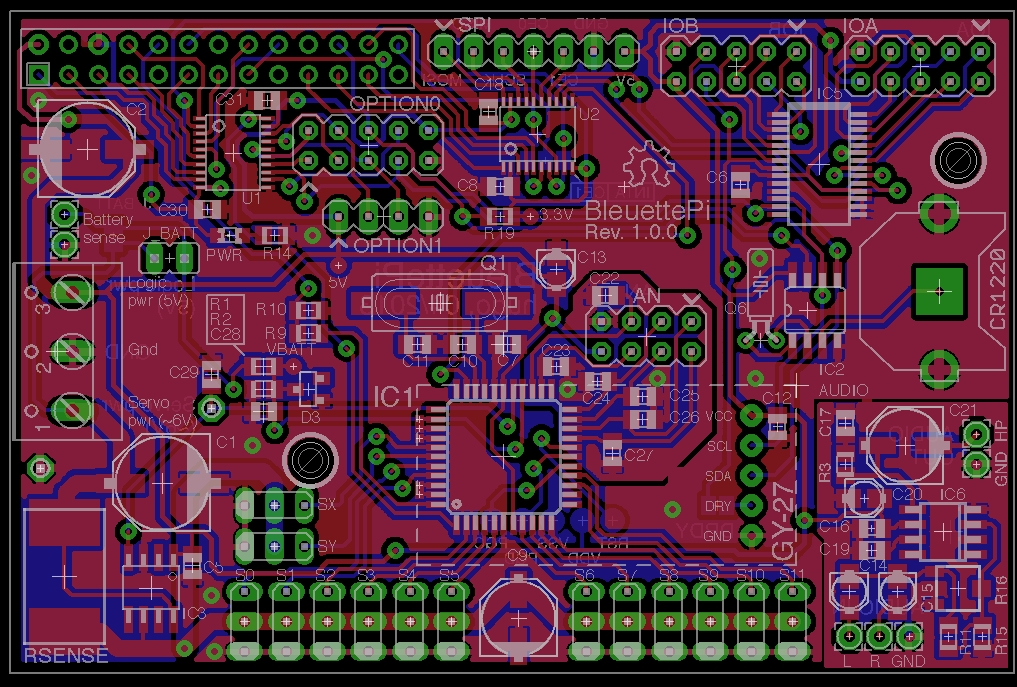 SPI
IOB
IOA
C2
C31
OPTION0
C18
U2
IC5
C8
C6
U1
C30
BleuettePi
Rev. 1.0.0
Battery
sense
3.3V
R19
J_BATT
PWR
R14
OPTION1
Q1
C13
5V
Logic
pwr (5V)
3
R1
R2
C28
R10
R9
VBATT
C22
AN
Q6
CR1220
2
Gnd
C11
C10
C7
C23
IC2
C29
D3
IC1
C24
C25
C26
AUDIO
Servo
pwr (~6V)
1
C1
VCC
C12
C17
C21
SCL
GND HP
R3
SDA
C20
IC6
DRY
GY-27
C16
GND
C19
SX
SY
C5
C14
C15
R16
IC3
S0
S1
S2
S3
S4
S5
S6
S7
S8
S9
S10
S11
RSENSE
L
R
GND
R11
R15